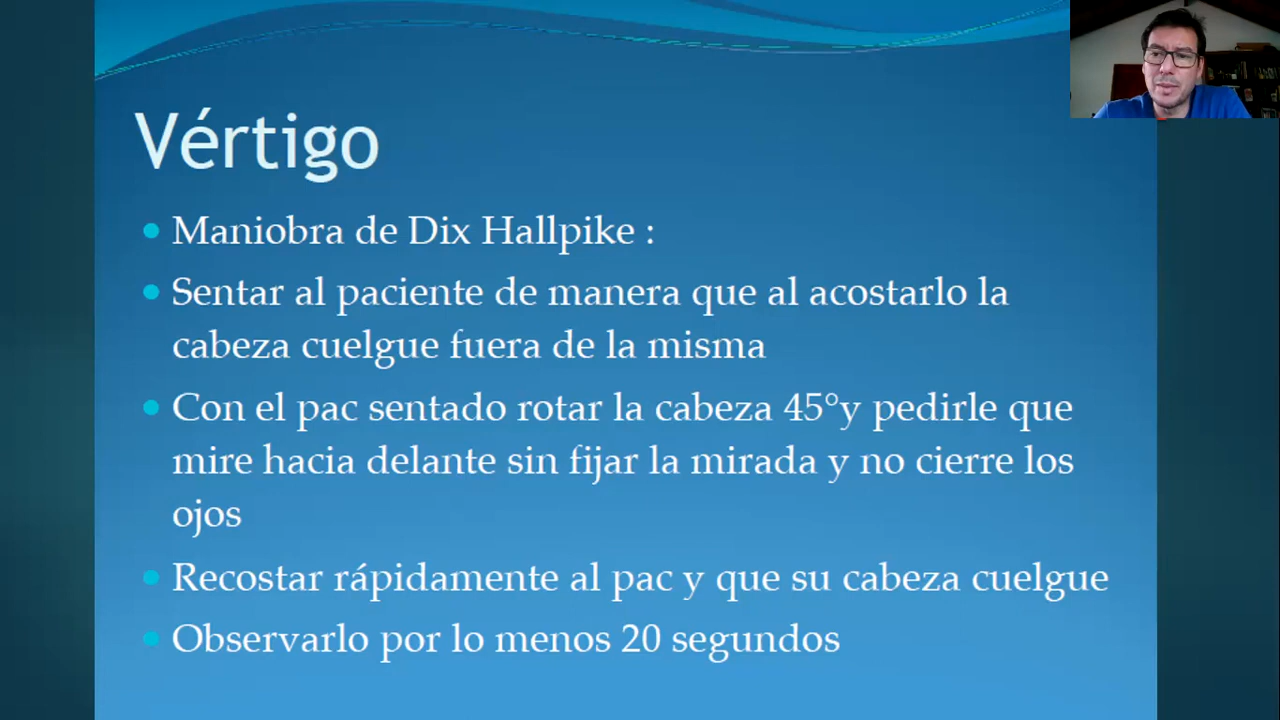 Vértigo
Maniobra de Dix Hallpike :
Sentar al paciente de manera que al acostarlo la
cabeza cuelgue fuera de la misma
Con el pac sentado rotar la cabeza 45°y pedirle que
mire hacia delante sin fijar la mirada y no cierre los
ojos
Recostar rápidamente al pac y que su cabeza cuelgue
Observarlo por lo menos 20 segundos